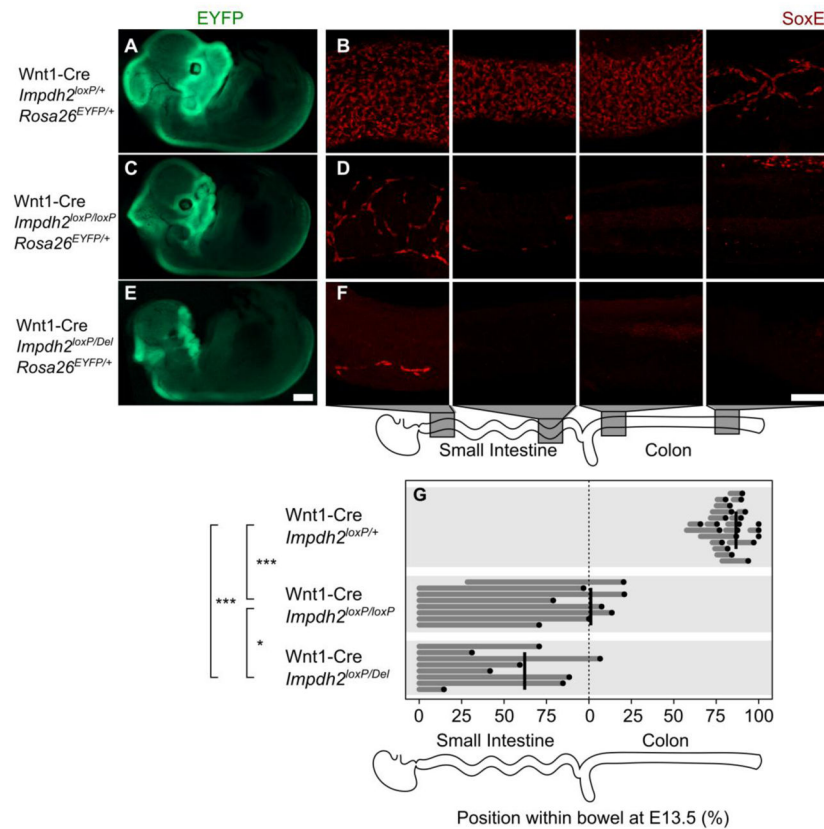 EYFP
SoxE
A
B
Wnt1-Cre
Impdh2loxP/+
Rosa26EYFP/+
C
D
Wnt1-Cre
Impdh2loxP/loxP
Rosa26EYFP/+
E
F
Wnt1-Cre
Impdh2loxP/Del
Rosa26EYFP/+
Small Intestine
Colon
G
Wnt1-Cre
Impdh2loxP/+
***
***
Wnt1-Cre
Impdh2loxP/loxP
*
Wnt1-Cre
Impdh2loxP/Del
0 25 50 75 0 25 50 75 100
Small Intestine
Colon
Position within bowel at E13.5 (%)